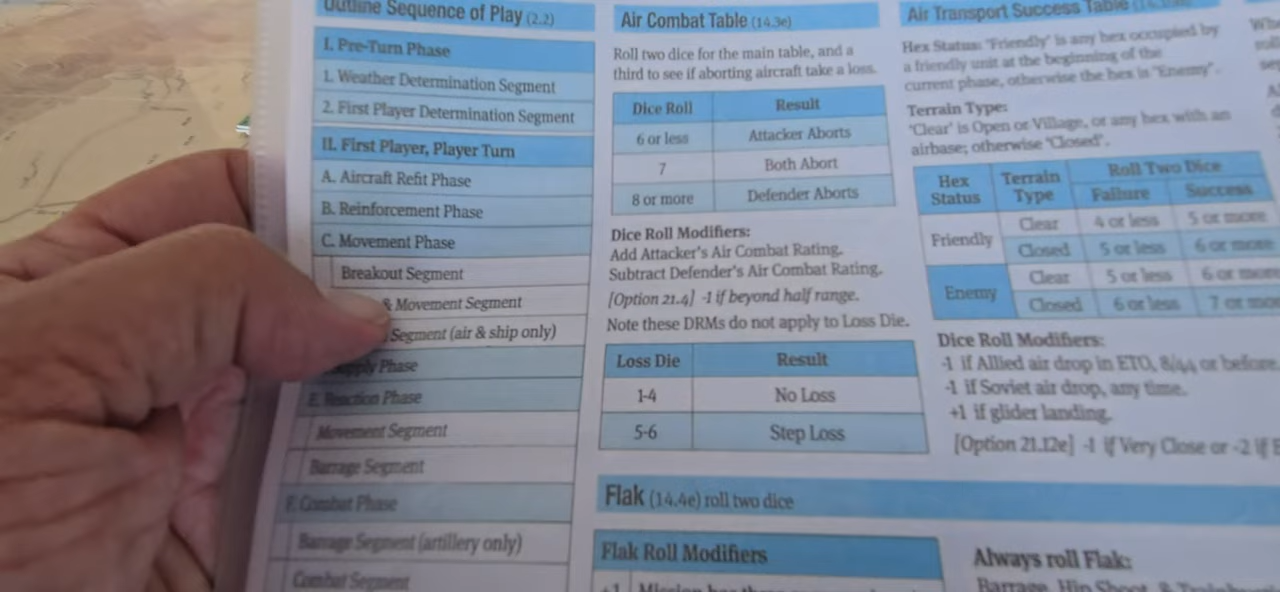 Outline Sequence of Play (2.2)
I. Pre-Turn Phase
1. Weather Determination Segment
2. First Player Determination Segment
II. First Player, Player Turn
A. Aircraft Refit Phase
B. Reinforcement Phase
C. Movement Phase
Breakout Segment
& Movement Segment
Segment (air & ship only)
Phase
E. Reaction Phase
Movement Segment
Barrage Segment
F. Combat Phase
Barrage Segment (artillery only)
Combat Segment
Air Combat Table (14.3e)
Roll two dice for the main table, and a
third to see if aborting aircraft take a loss.
Dice Roll Result
6 or less Attacker Aborts
7 Both Abort
8 or more Defender Aborts
Dice Roll Modifiers:
Add Attacker's Air Combat Rating.
Subtract Defender's Air Combat Rating.
[Option 21.4] -1 if beyond half range.
Note these DRMs do not apply to Loss Die.
Loss Die Result
1-4 No Loss
5-6 Step Loss
Flak (14.4e) roll two dice
Flak Roll Modifiers
+1 Mission has
Always roll Flak:
Barrage, Hip Shoot, &
Air Transport Success Table
Hex Status: "Friendly" is any hex occupied by
a friendly unit at the beginning of the
current phase, otherwise the hex is "Enemy".
Terrain Type:
"Clear" is Open or Village, or any hex with an
airbase; otherwise "Closed".
Hex Status Terrain Type Roll Two Dice
Failure Success
Friendly Clear 4 or less 5 or more
Closed 5 or less 6 or more
Enemy Clear 5 or less 6 or more
Closed 6 or less 7 or more
Dice Roll Modifiers:
-1 if Allied air drop in ETO, 8/44 or before.
-1 if Soviet air drop, any time.
+1 if glider landing.
[Option 21.12e] -1 if Very Close or -2 if